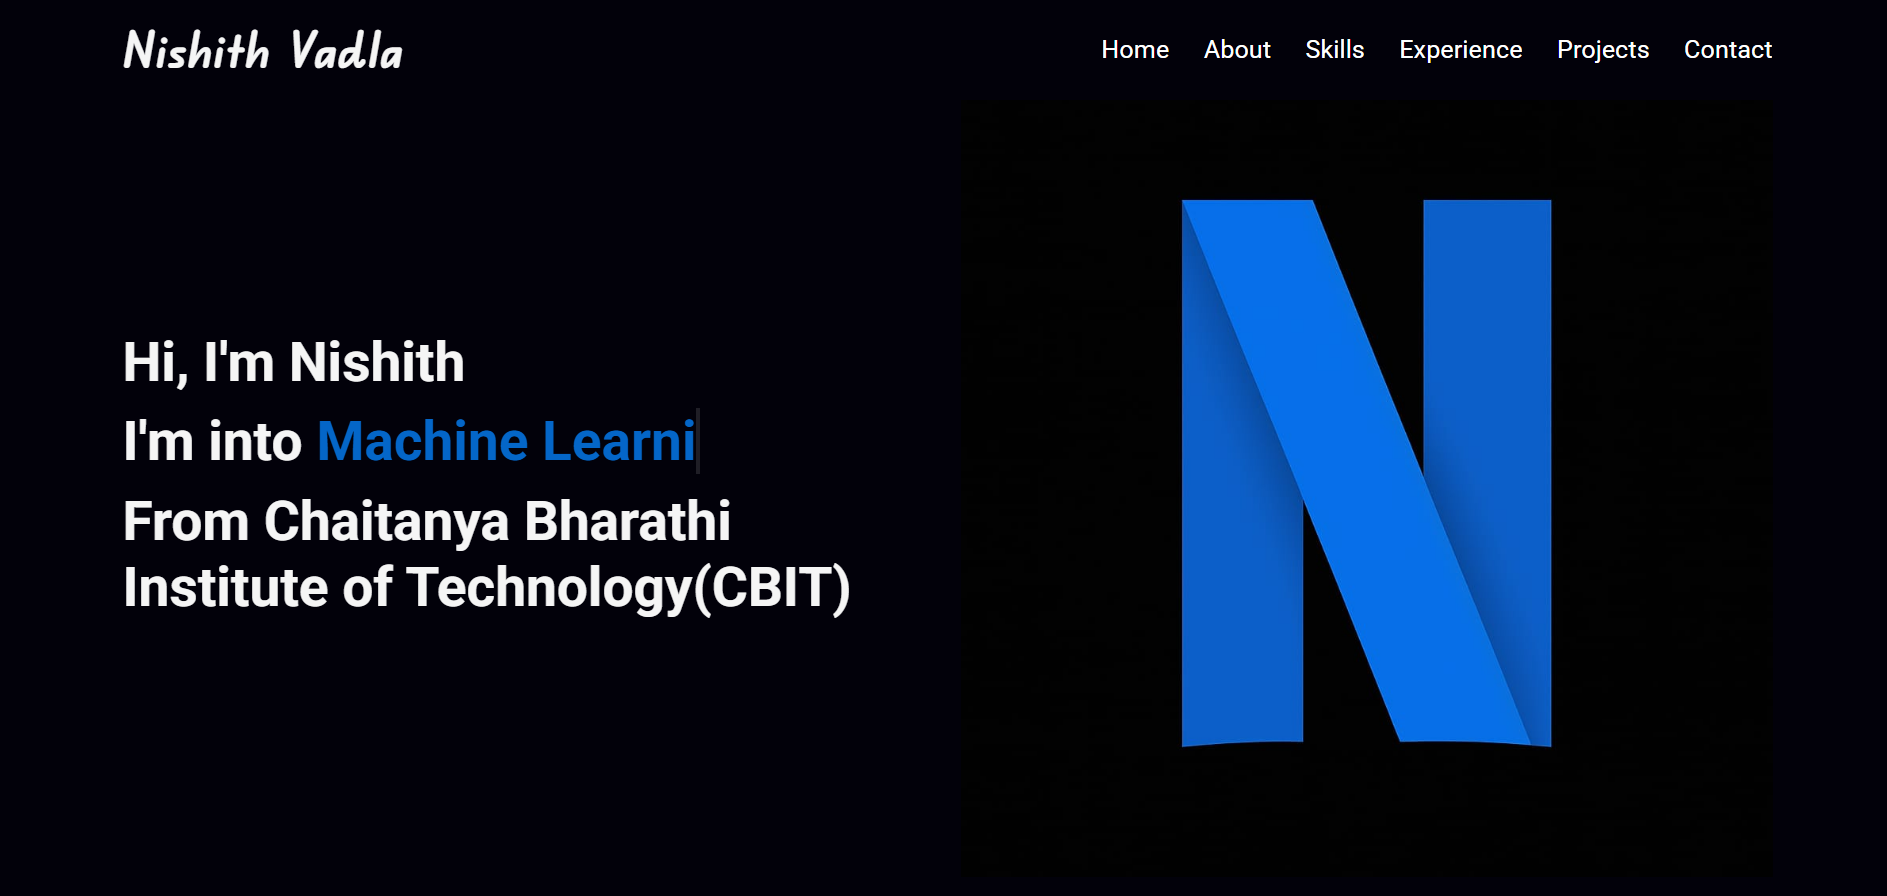 Nishith Vadla
Home About Skills Experience Projects Contact
Hi, I'm Nishith
I'm into Machine Learni
From Chaitanya Bharathi
Institute of Technology(CBIT)
N